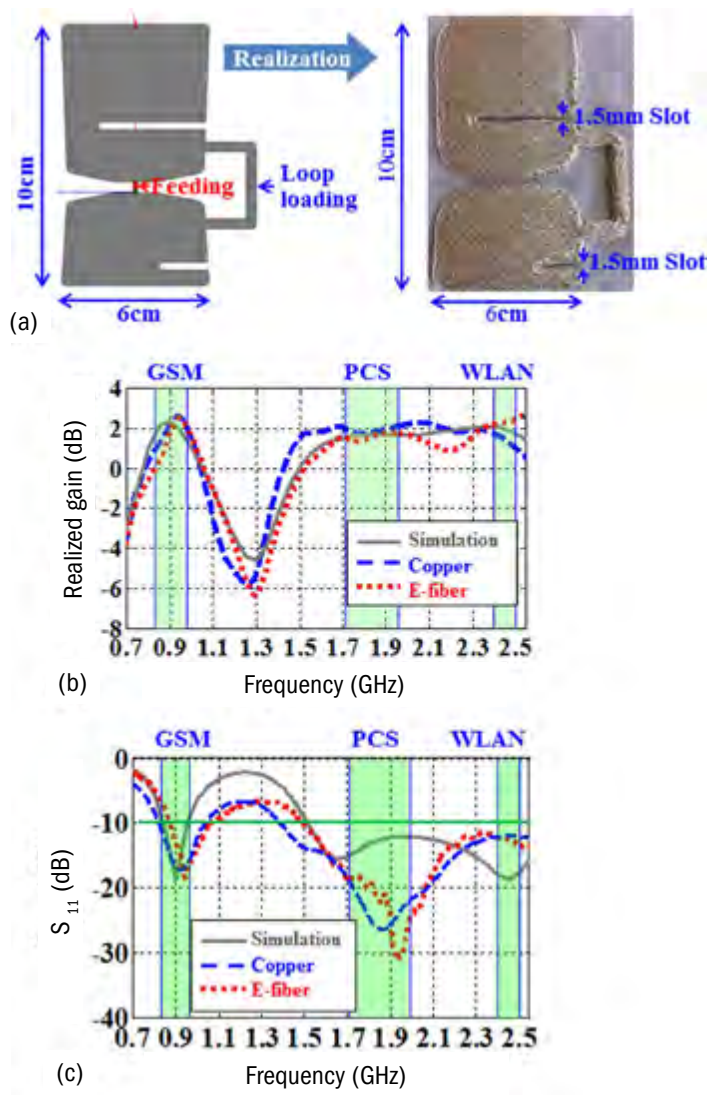 Realization
10cm
Feeding
Loop
loading
6cm
10cm
1.5mm Slot
1.5mm Slot
6cm
(a)
GSM PCS WLAN
Realized gain (dB)
4
2
0
-2
-4
-6
-8
Simulation
Copper
E-fiber
0.7 0.9 1.1 1.3 1.5 1.7 1.9 2.1 2.3 2.5
(b)
Frequency (GHz)
GSM PCS WLAN
S11 (dB)
0
-10
-20
-30
-40
Simulation
Copper
E-fiber
0.7 0.9 1.1 1.3 1.5 1.7 1.9 2.1 2.3 2.5
(c)
Frequency (GHz)